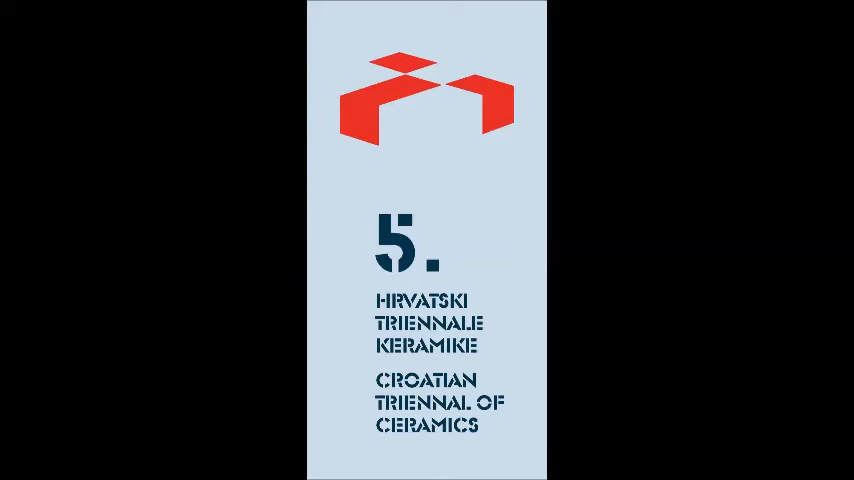 5.
HRVATSKI
TRIENNALE
KERAMIKE
CROATIAN
TRIENNAL OF
CERAMICS